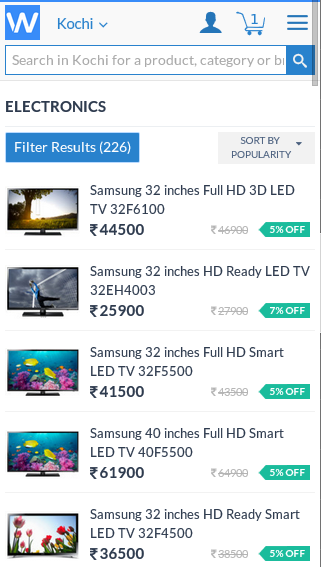 W Kochi 1
Search in Kochi for a product, category or br
ELECTRONICS
Filter Results (226)
SORT BY
POPULARITY
Samsung 32 inches Full HD 3D LED
TV 32F6100
₹44500 ₹46900 5% OFF
Samsung 32 inches HD Ready LED TV
32EH4003
₹25900 ₹27900 7% OFF
Samsung 32 inches Full HD Smart
LED TV 32F5500
₹41500 ₹43500 5% OFF
Samsung 40 inches Full HD Smart
LED TV 40F5500
₹61900 ₹64900 5% OFF
Samsung 32 inches HD Ready Smart
LED TV 32F4500
₹36500 ₹38500 5% OFF